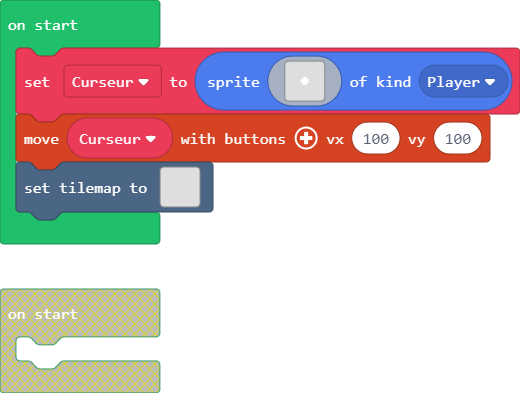 on start
set Curseur to sprite of kind Player
move Curseur with buttons vx 100 vy 100
set tilemap to
on start